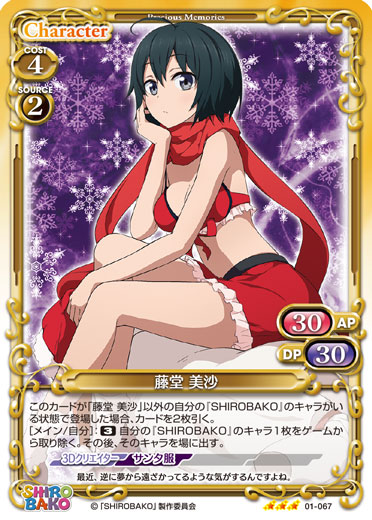 Precious Memories
Character
COST
4
SOURCE
2
30 AP
DP 30
藤堂 美沙
このカードが「藤堂 美沙」以外の自分の『SHIROBAKO』のキャラがい
る状態で登場した場合、カードを2枚引く。
[メイン/自分]:3 自分の『SHIROBAKO』のキャラ1枚をゲーム
から取り除く。その後、そのキャラを場に出す。
3Dクリエイター サンタ服
最近、逆に夢から遠ざかってるような気がするんですよね。
SHIRO
BAKO
©「SHIROBAKO」製作委員会
★★★ 01-067